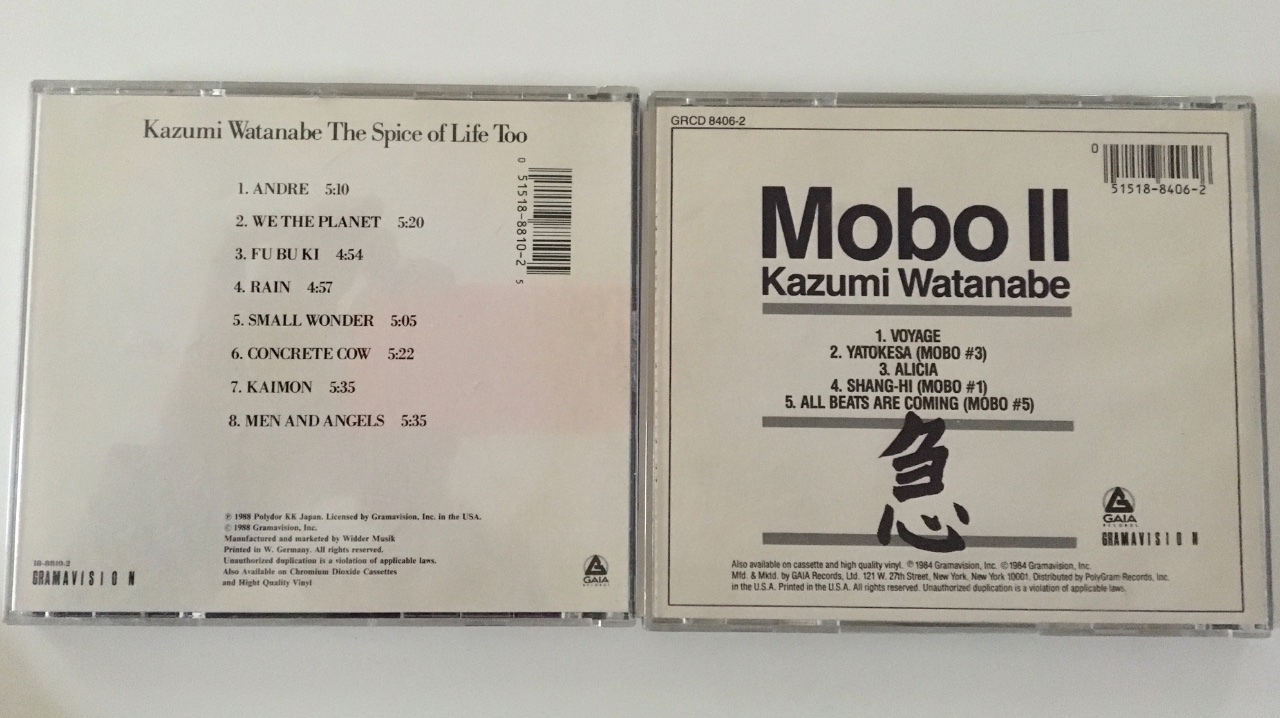 Kazumi Watanabe The Spice of Life Too
1. ANDRE 5:10
2. WE THE PLANET 5:20
3. FU BU KI 4:54
4. RAIN 4:57
5. SMALL WONDER 5:05
6. CONCRETE COW 5:22
7. KAIMON 5:35
8. MEN AND ANGELS 5:35
0 51518-8810-2 5
℗ 1988 Polydor KK Japan. Licensed by Gramavision, Inc. in the USA.
© 1988 Gramavision, Inc.
Manufactured and marketed by Widder Musik
Printed in W. Germany. All rights reserved.
Unauthorized duplication is a violation of applicable laws.
Also Available on Chromium Dioxide Cassettes
and Hight Quality Vinyl
18-8810-2
GRAMAVISION
GAIA
RECORDS
GRCD 8406-2
0 51518-8406-2
Mobo II
Kazumi Watanabe
1. VOYAGE
2. YATOKESA (MOBO #3)
3. ALICIA
4. SHANG-HI (MOBO #1)
5. ALL BEATS ARE COMING (MOBO #5)
急
GAIA
RECORDS
GRAMAVISION
Also available on cassette and high quality vinyl. ℗ 1984 Gramavision, Inc. © 1984 Gramavision, Inc.
Mfd. & Mktd. by GAIA Records, Ltd. 121 W. 27th Street, New York, New York 10001. Distributed by PolyGram Records, Inc.
in the U.S.A. Printed in the U.S.A. All rights reserved. Unauthorized duplication is a violation of applicable laws.